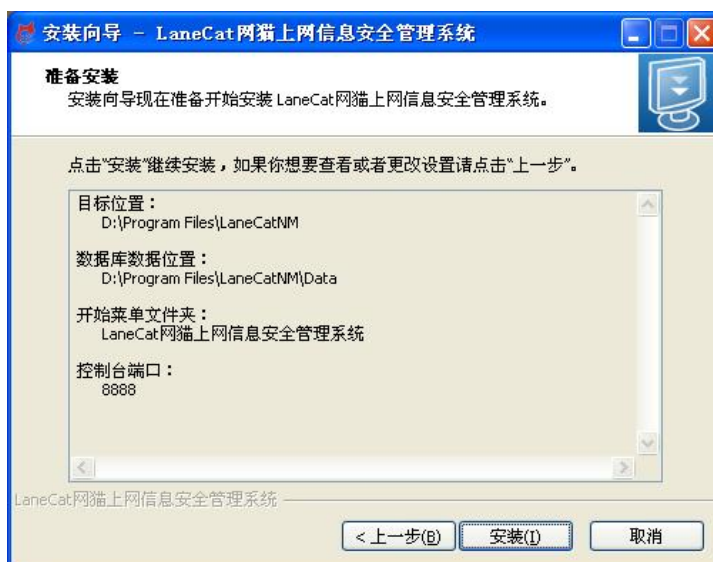 安装向导 - LaneCat网猫上网信息安全管理系统
准备安装
安装向导现在准备开始安装 LaneCat网猫上网信息安全管理系统。
点击"安装"继续安装，如果你想要查看或者更改设置请点击"上一步"。
目标位置：
D:\Program Files\LaneCatNM
数据库数据位置：
D:\Program Files\LaneCatNM\Data
开始菜单文件夹：
LaneCat网猫上网信息安全管理系统
控制台端口：
8888
LaneCat网猫上网信息安全管理系统
< 上一步(B) 安装(I) 取消